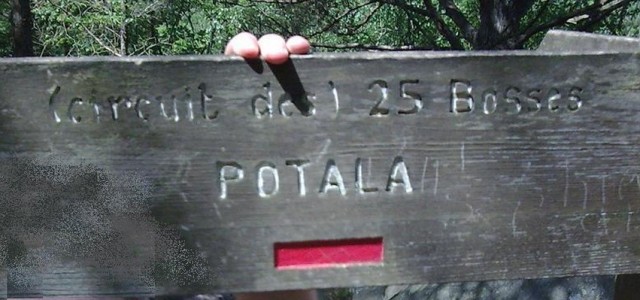 (circuit des) 25 Bosses
POTALA